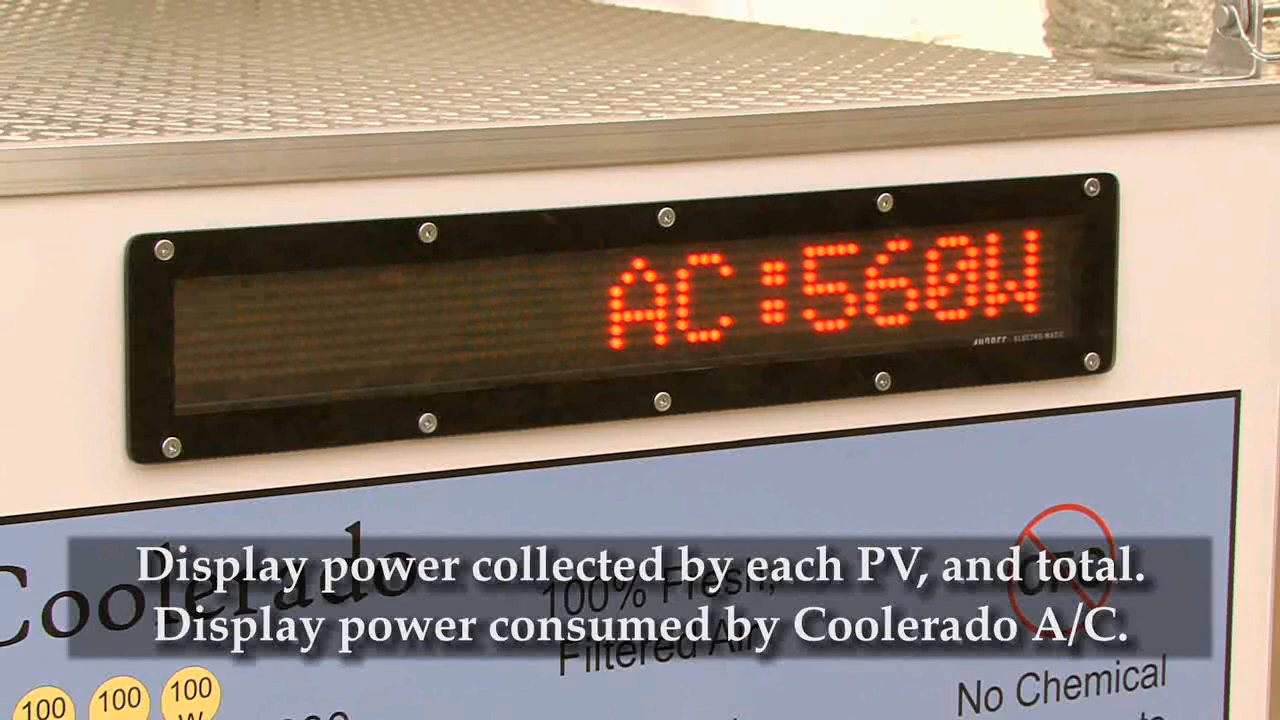 AC:560W
Display power collected by each PV, and total.
Display power consumed by Coolerado A/C.
Coolerado
100% Fresh,
Filtered Air
No Chemical
100
100
100
W